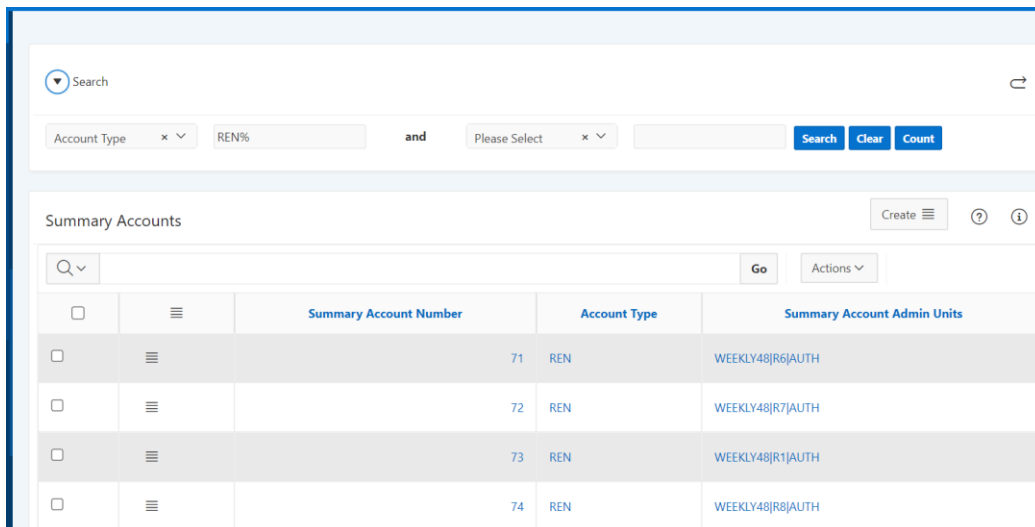 Search
Account Type × REN% and Please Select × Search Clear Count
Summary Accounts Create
Go Actions
Summary Account Number Account Type Summary Account Admin Units
71 REN WEEKLY48|R6|AUTH
72 REN WEEKLY48|R7|AUTH
73 REN WEEKLY48|R1|AUTH
74 REN WEEKLY48|R8|AUTH